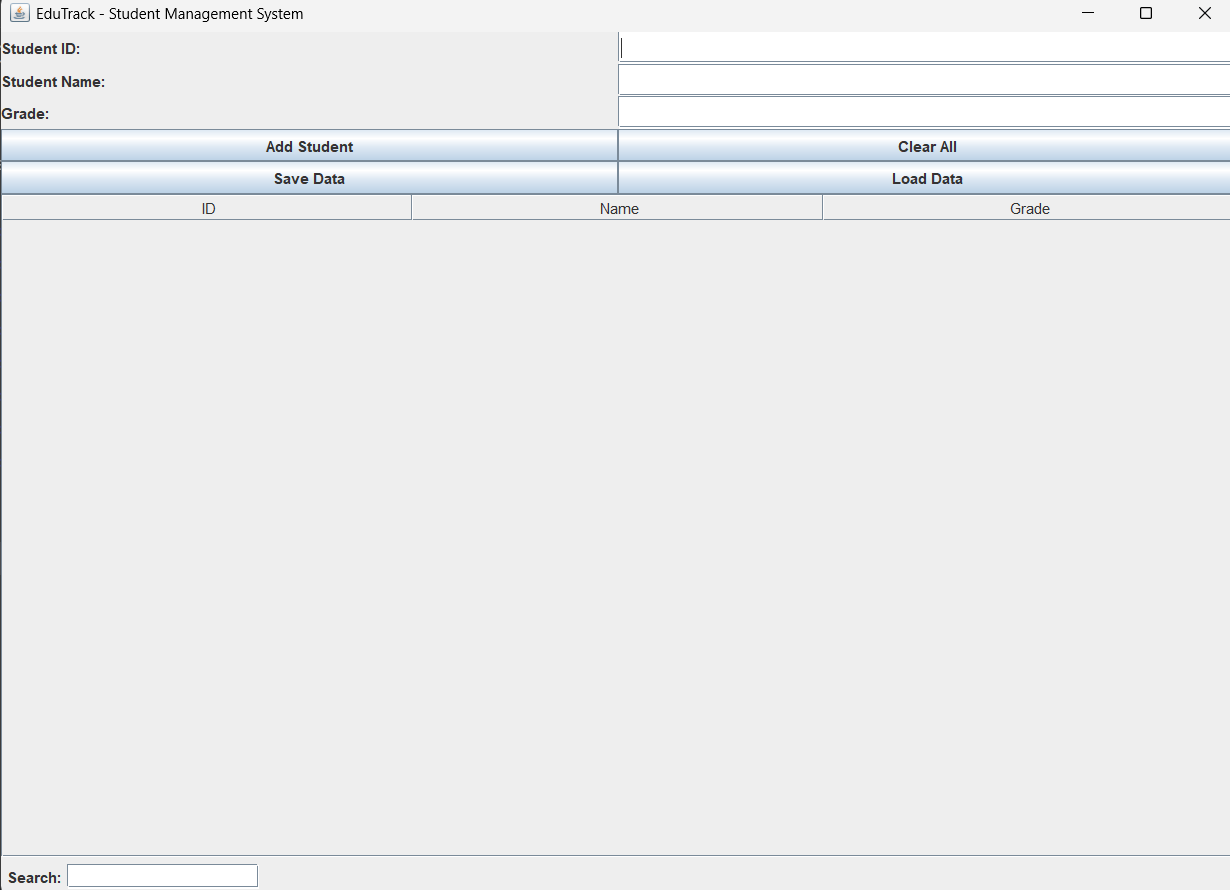 EduTrack - Student Management System
Student ID:
Student Name:
Grade:
Add Student Clear All
Save Data Load Data
ID Name Grade
Search: